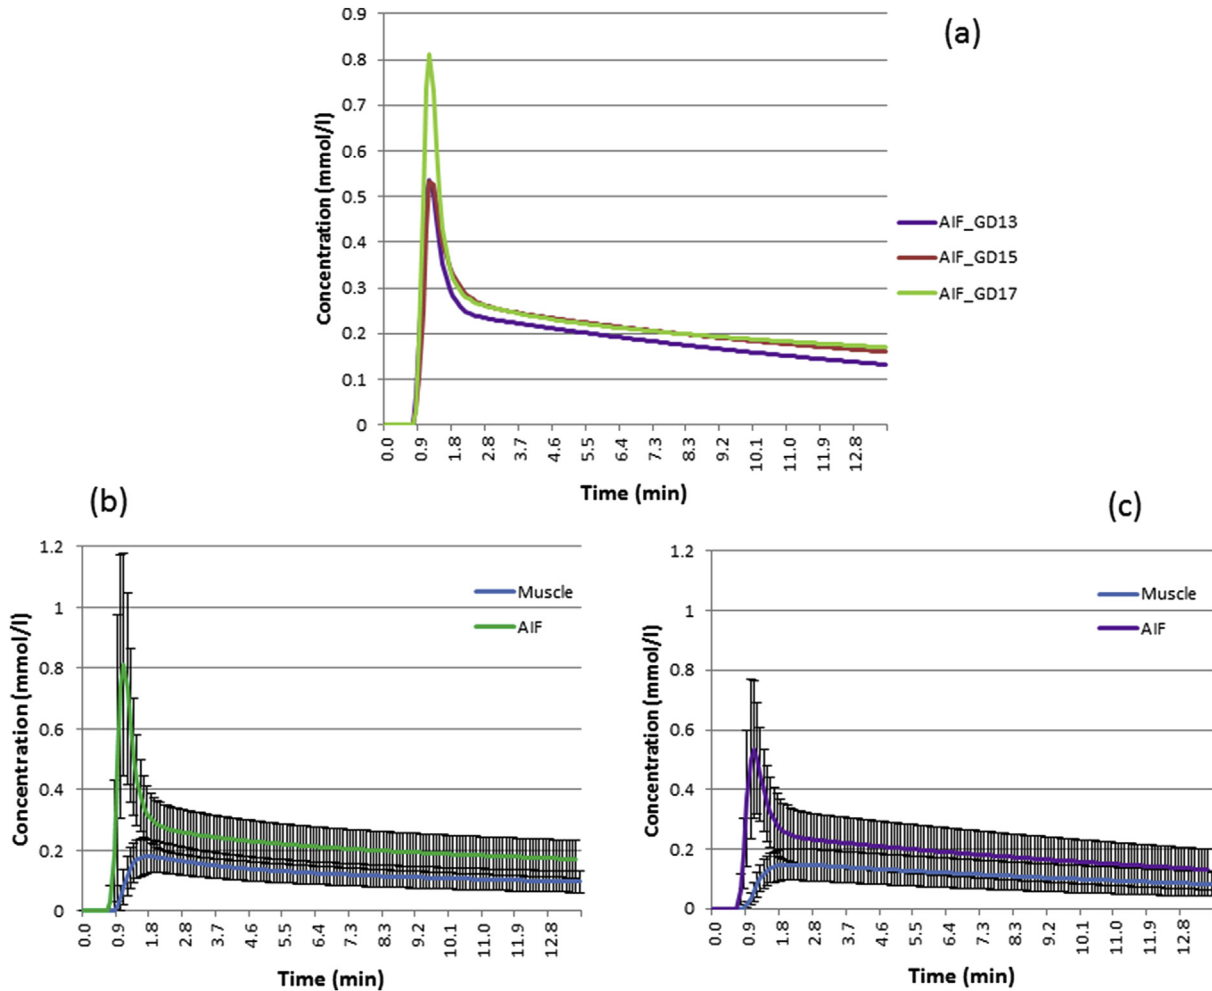 (a)
Concentration (mmol/l)
0.9
0.8
0.7
0.6
0.5
0.4
0.3
0.2
0.1
0
0.0 0.9 1.8 2.8 3.7 4.6 5.5 6.4 7.3 8.2 9.2 10.1 11.0 11.9 12.8
Time (min)
AIF_GD13
AIF_GD15
AIF_GD17
(b)
Concentration (mmol/l)
1.2
1
0.8
0.6
0.4
0.2
0
0.0 0.9 1.8 2.8 3.7 4.6 5.5 6.4 7.3 8.2 9.2 10.1 11.0 11.9 12.8
Time (min)
Muscle
AIF
(c)
Concentration (mmol/l)
1.2
1
0.8
0.6
0.4
0.2
0
0.0 0.9 1.8 2.8 3.7 4.6 5.5 6.4 7.3 8.2 9.2 10.1 11.0 11.9 12.8
Time (min)
Muscle
AIF